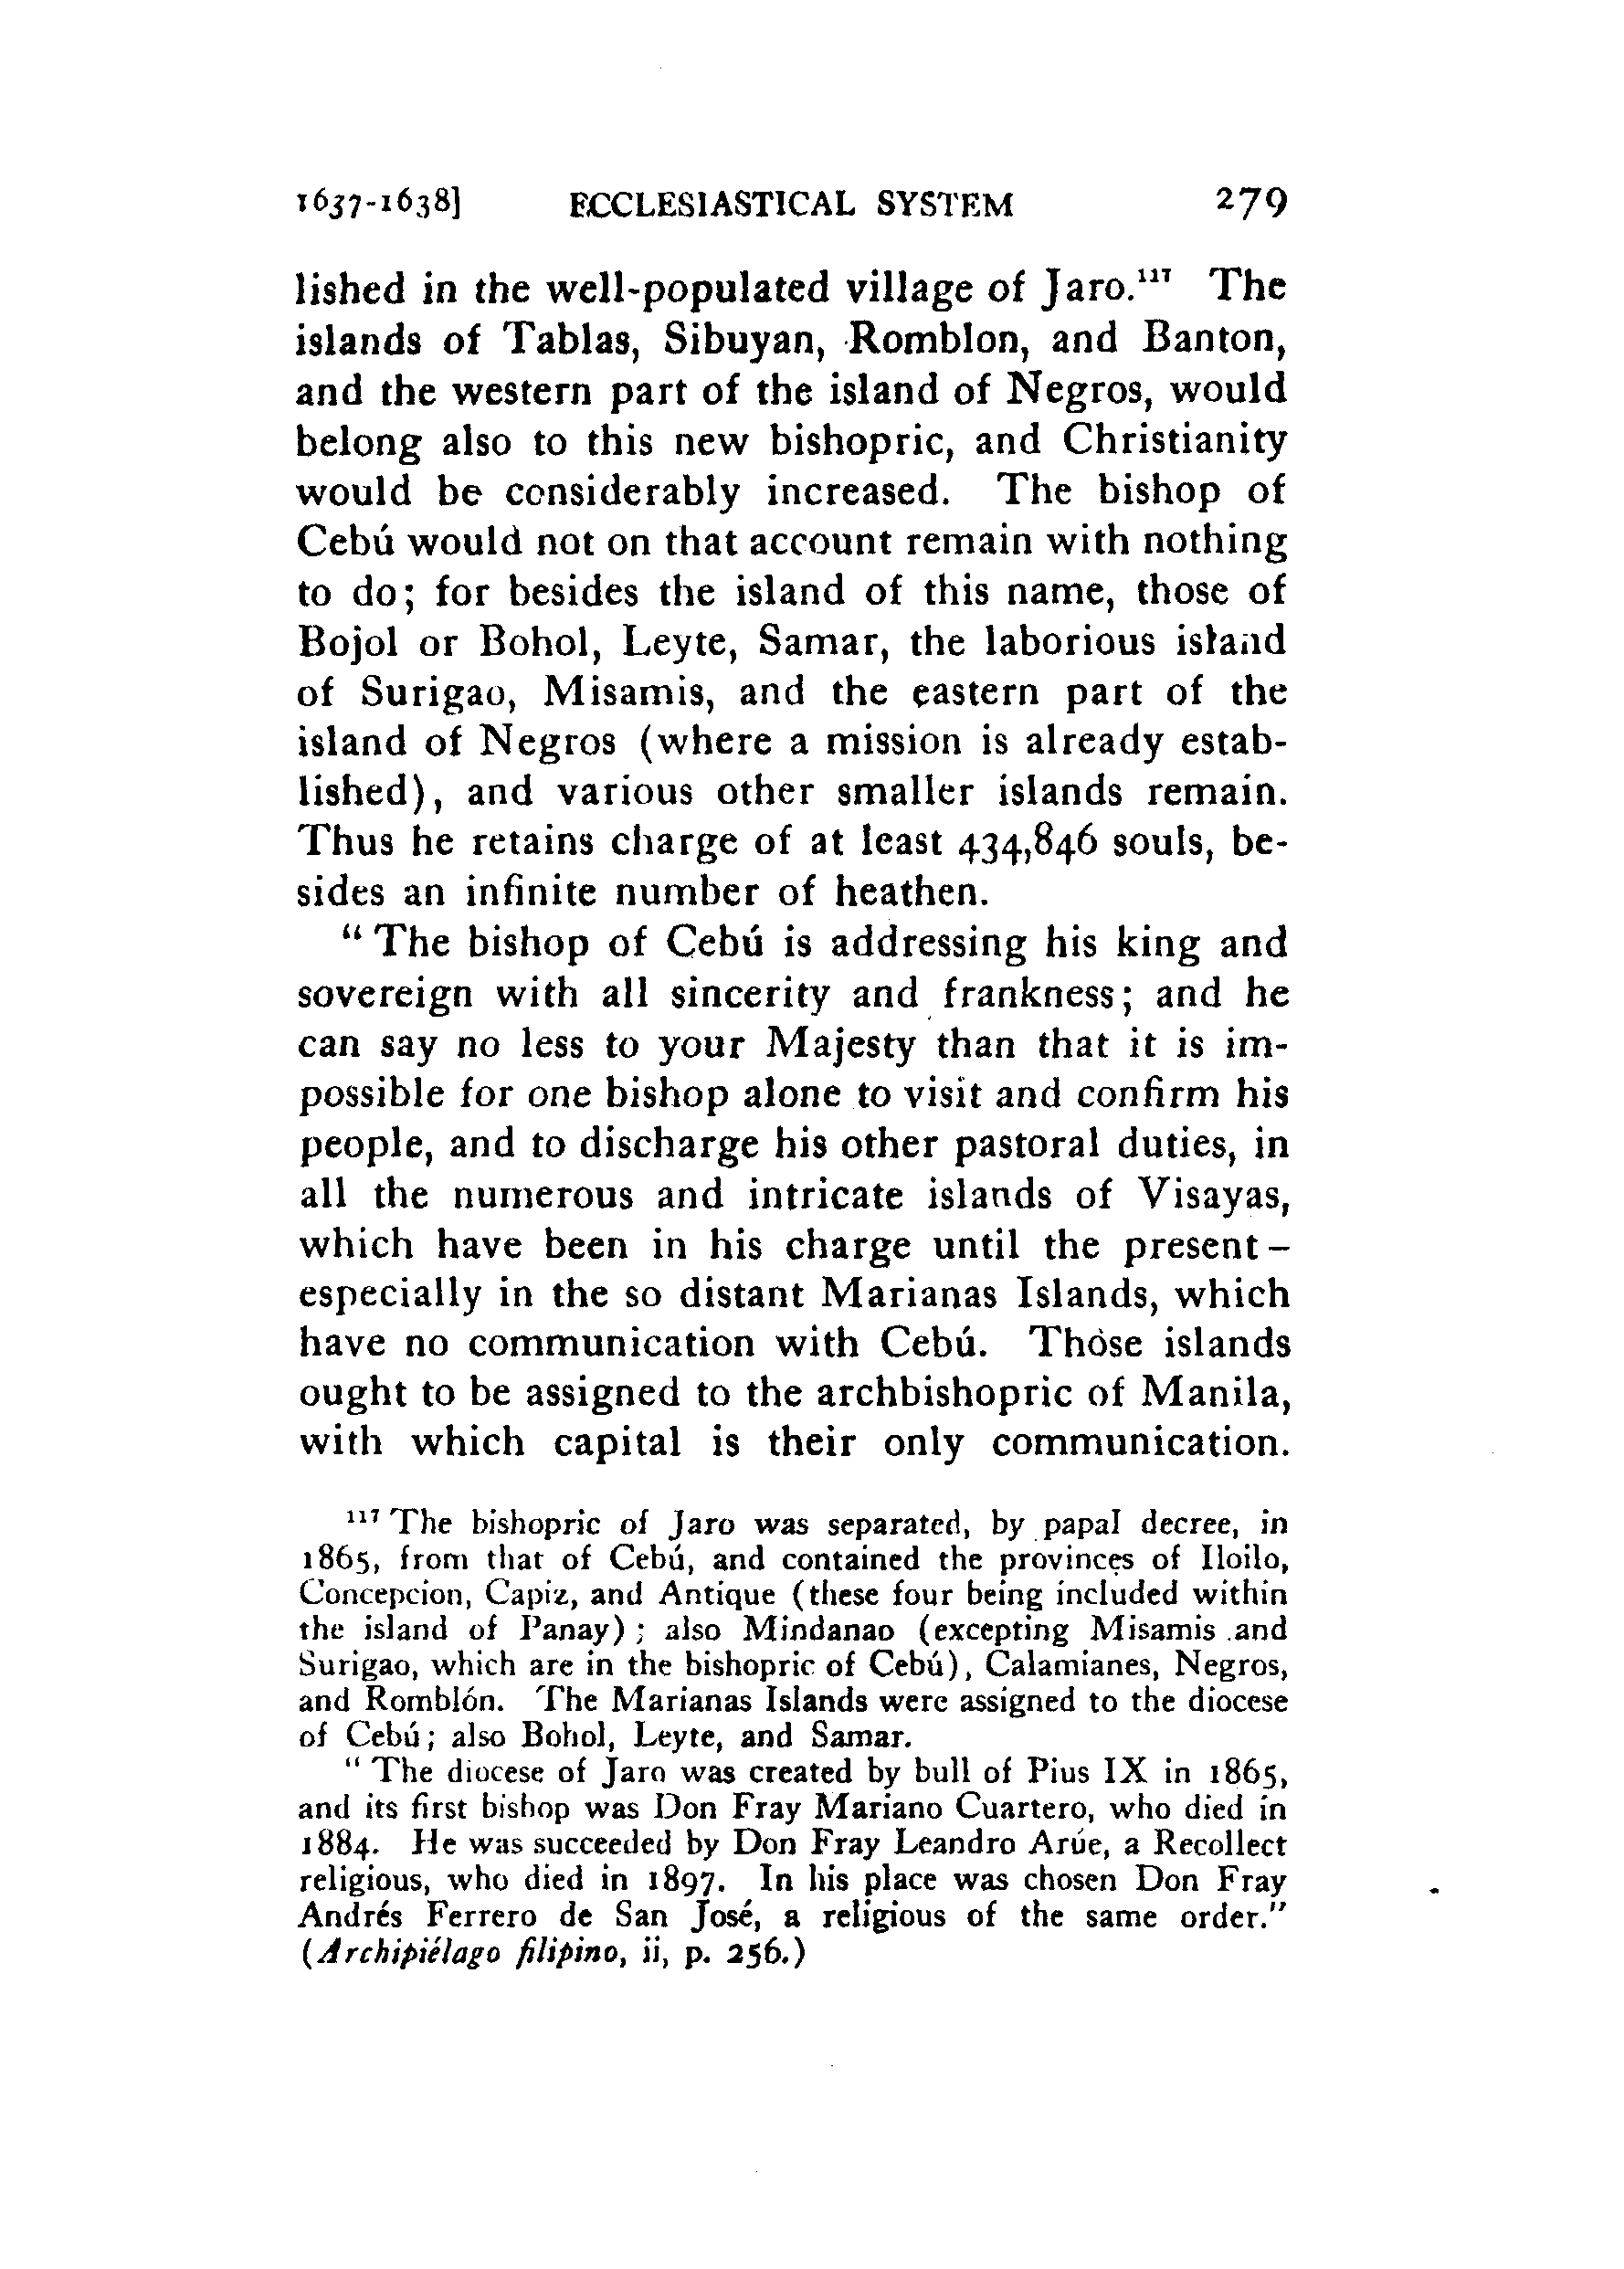 1637-1638] ECCLESIASTICAL SYSTEM 279
lished in the well-populated village of Jaro.¹¹⁷ The
islands of Tablas, Sibuyan, Romblon, and Banton,
and the western part of the island of Negros, would
belong also to this new bishopric, and Christianity
would be considerably increased. The bishop of
Cebú would not on that account remain with nothing
to do; for besides the island of this name, those of
Bojol or Bohol, Leyte, Samar, the laborious island
of Surigao, Misamis, and the eastern part of the
island of Negros (where a mission is already estab-
lished), and various other smaller islands remain.
Thus he retains charge of at least 434,846 souls, be-
sides an infinite number of heathen.
“ The bishop of Cebú is addressing his king and
sovereign with all sincerity and frankness; and he
can say no less to your Majesty than that it is im-
possible for one bishop alone to visit and confirm his
people, and to discharge his other pastoral duties, in
all the numerous and intricate islands of Visayas,
which have been in his charge until the present –
especially in the so distant Marianas Islands, which
have no communication with Cebú. Those islands
ought to be assigned to the archbishopric of Manila,
with which capital is their only communication.
¹¹⁷ The bishopric of Jaro was separated, by papal decree, in
1865, from that of Cebú, and contained the provinces of Iloilo,
Concepcion, Capiz, and Antique (these four being included within
the island of Panay) ; also Mindanao (excepting Misamis and
Surigao, which are in the bishopric of Cebú), Calamianes, Negros,
and Romblón. The Marianas Islands were assigned to the diocese
of Cebú; also Bohol, Leyte, and Samar.
“ The diocese of Jaro was created by bull of Pius IX in 1865,
and its first bishop was Don Fray Mariano Cuartero, who died in
1884. He was succeeded by Don Fray Leandro Arúe, a Recollect
religious, who died in 1897. In his place was chosen Don Fray
Andrés Ferrero de San José, a religious of the same order.”
(Archipiélago filipino, ii, p. 256.)